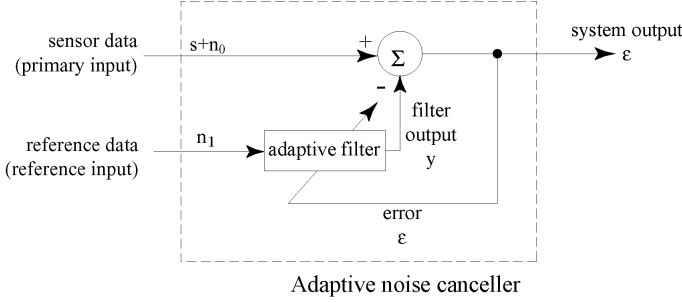 sensor data
(primary input)
s+n₀
+
Σ
system output
ε
-
filter
output
y
reference data
(reference input)
n₁
adaptive filter
error
ε
Adaptive noise canceller